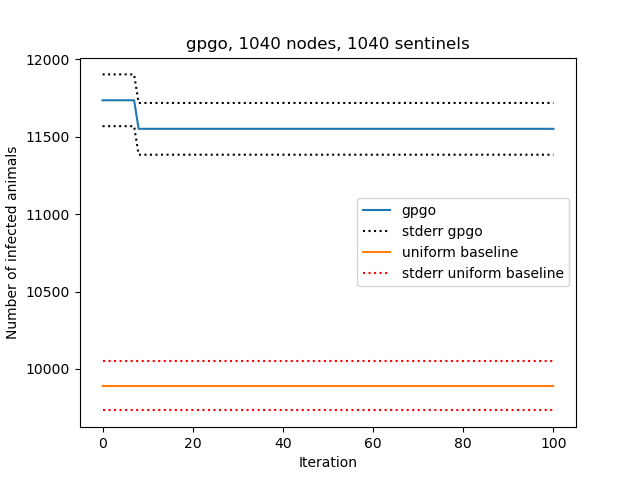 gpgo, 1040 nodes, 1040 sentinels
Number of infected animals
12000
11500
11000
10500
10000
gpgo
stderr gpgo
uniform baseline
stderr uniform baseline
0
20
40
60
80
100
Iteration